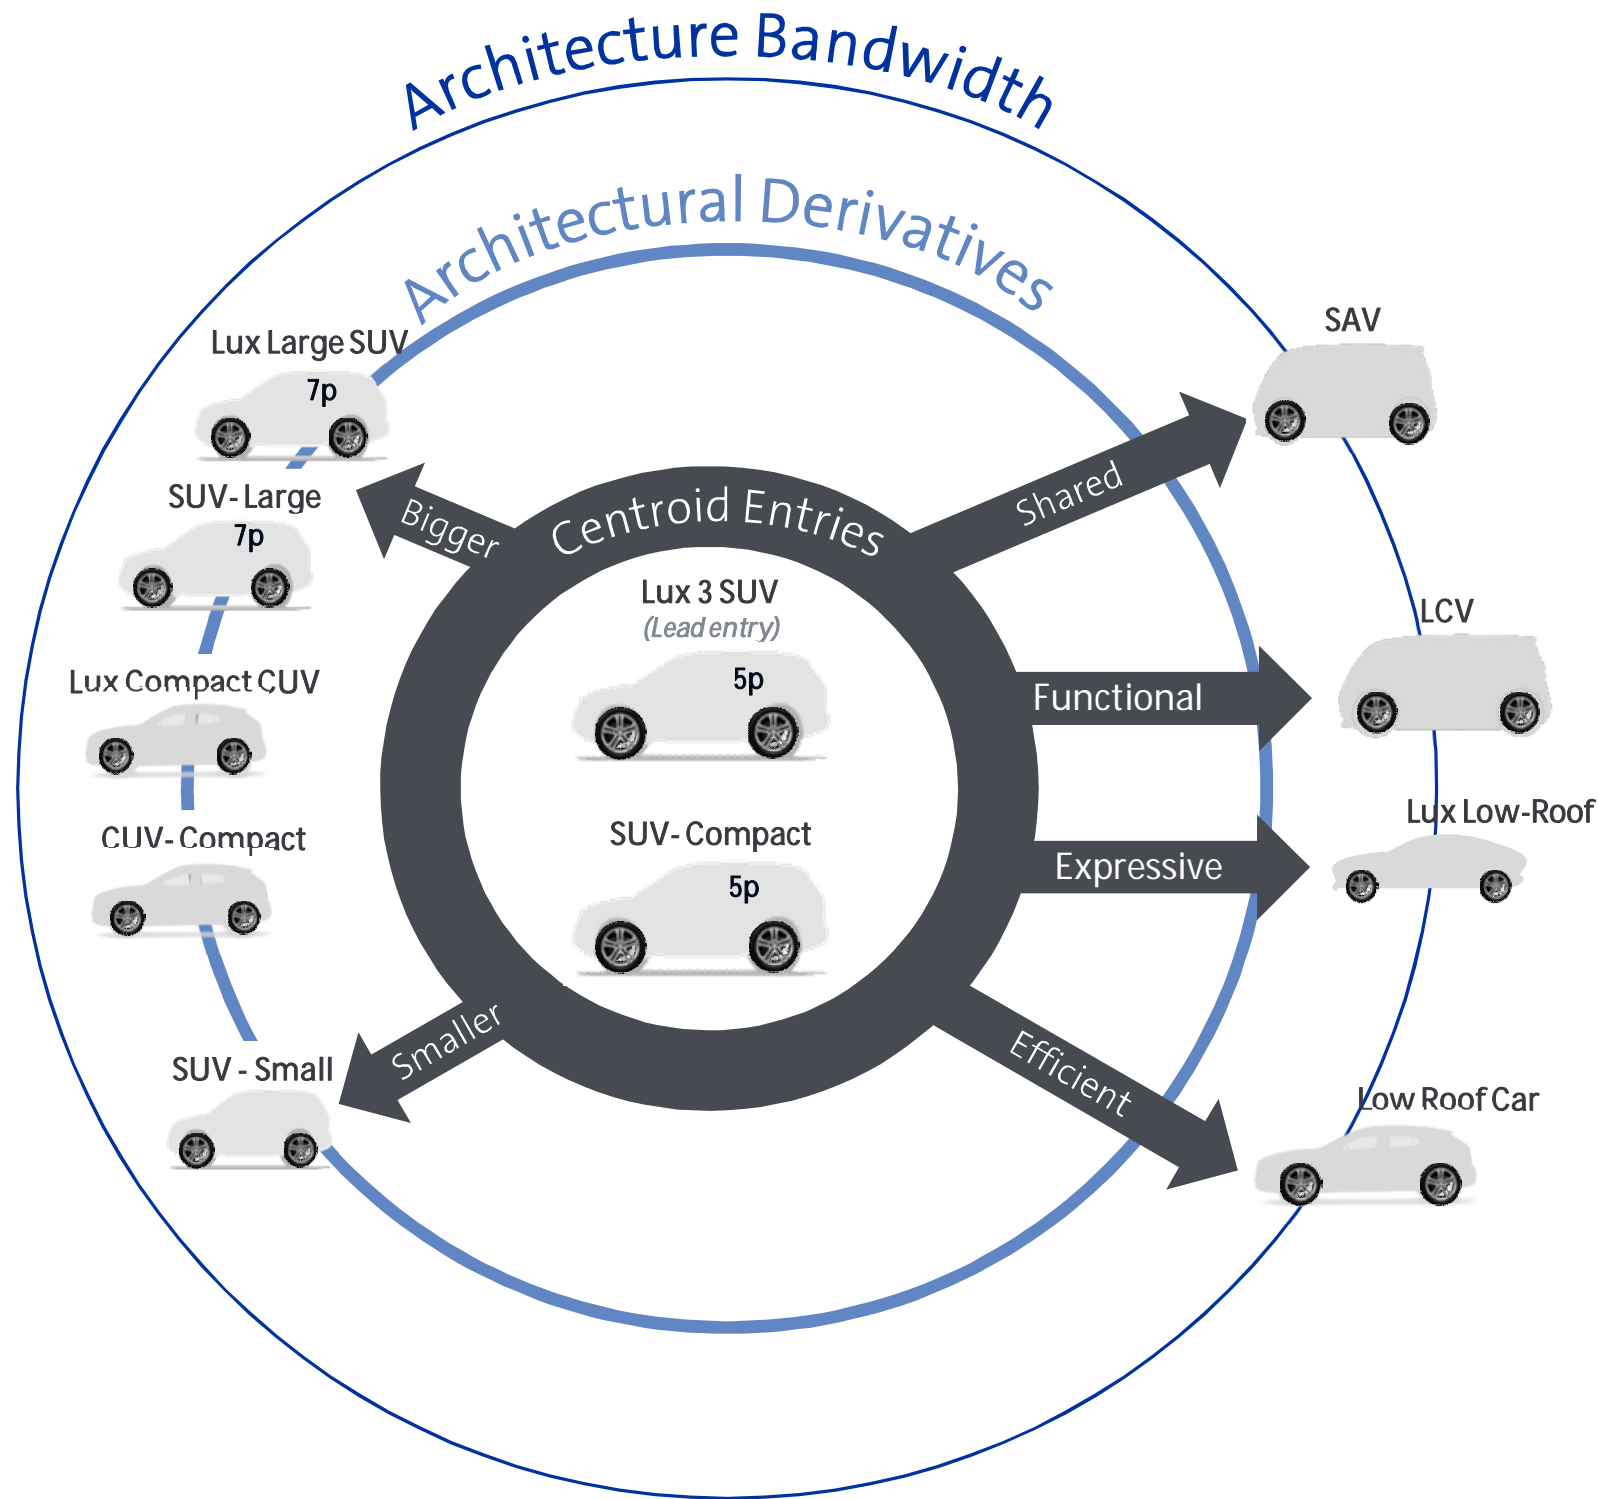 Architecture Bandwidth
Architectural Derivatives
Lux Large SUV
7p
SUV- Large
7p
Lux Compact CUV
CUV- Compact
SUV - Small
Bigger
Smaller
Centroid Entries
Lux 3 SUV
(Lead entry)
5p
SUV- Compact
5p
Shared
Functional
Expressive
Efficient
SAV
LCV
Lux Low-Roof
Low Roof Car